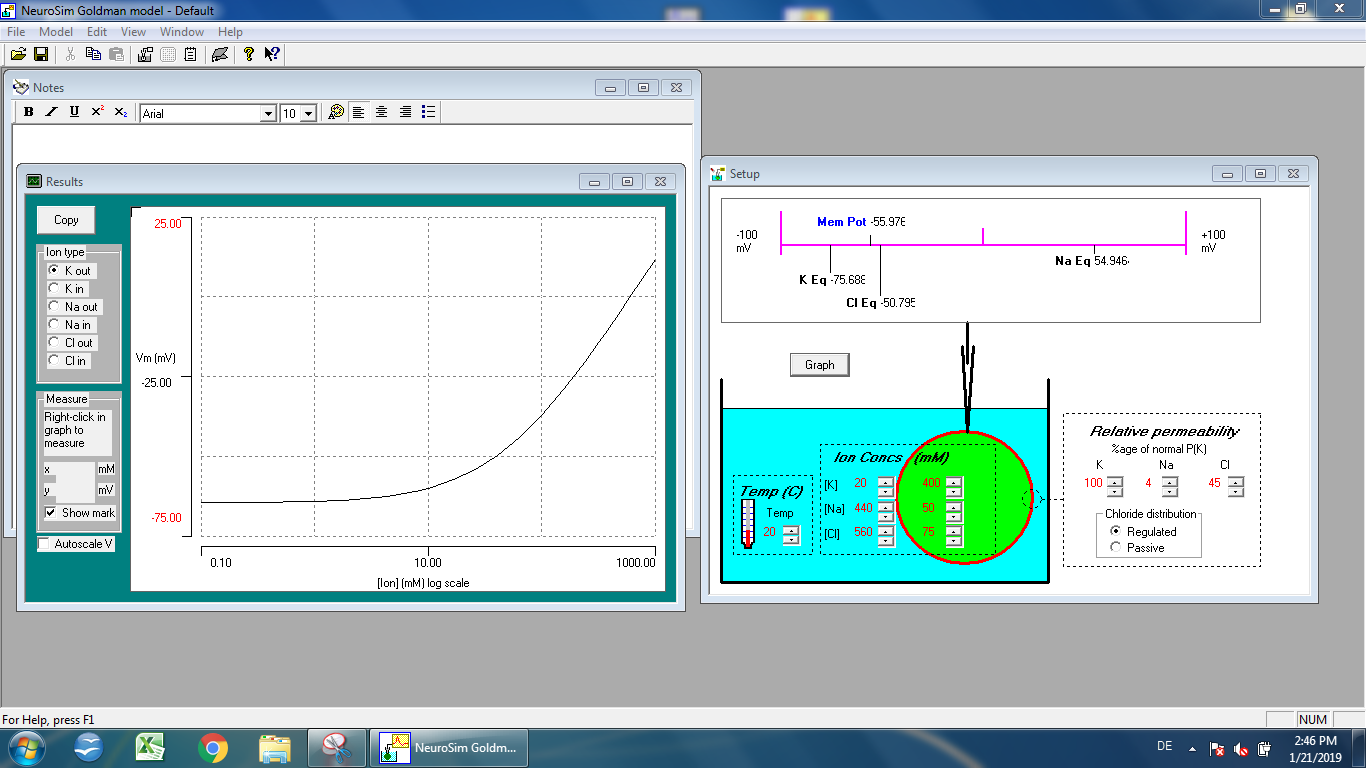 NeuroSim Goldman model - Default
File Model Edit View Window Help
Notes
B I U X² X₂ Arial 10
Results
Copy
Ion type
K out
K in
Na out
Na in
Cl out
Cl in
Measure
Right-click in
graph to
measure
x mM
y mV
Show mark
Autoscale V
25.00
Vm (mV)
-25.00
-75.00
0.10 10.00 1000.00
[Ion] (mM) log scale
Setup
-100
mV
Mem Pot -55.976
+100
mV
Na Eq 54.946
K Eq -75.686
Cl Eq -50.795
Graph
Ion Concs (mM)
[K] 20 400
[Na] 440 50
[Cl] 560 75
Temp (C)
Temp
20
Relative permeability
%age of normal P(K)
K Na Cl
100 4 45
Chloride distribution
Regulated
Passive
For Help, press F1
NUM
NeuroSim Goldm...
DE
2:46 PM
1/21/2019